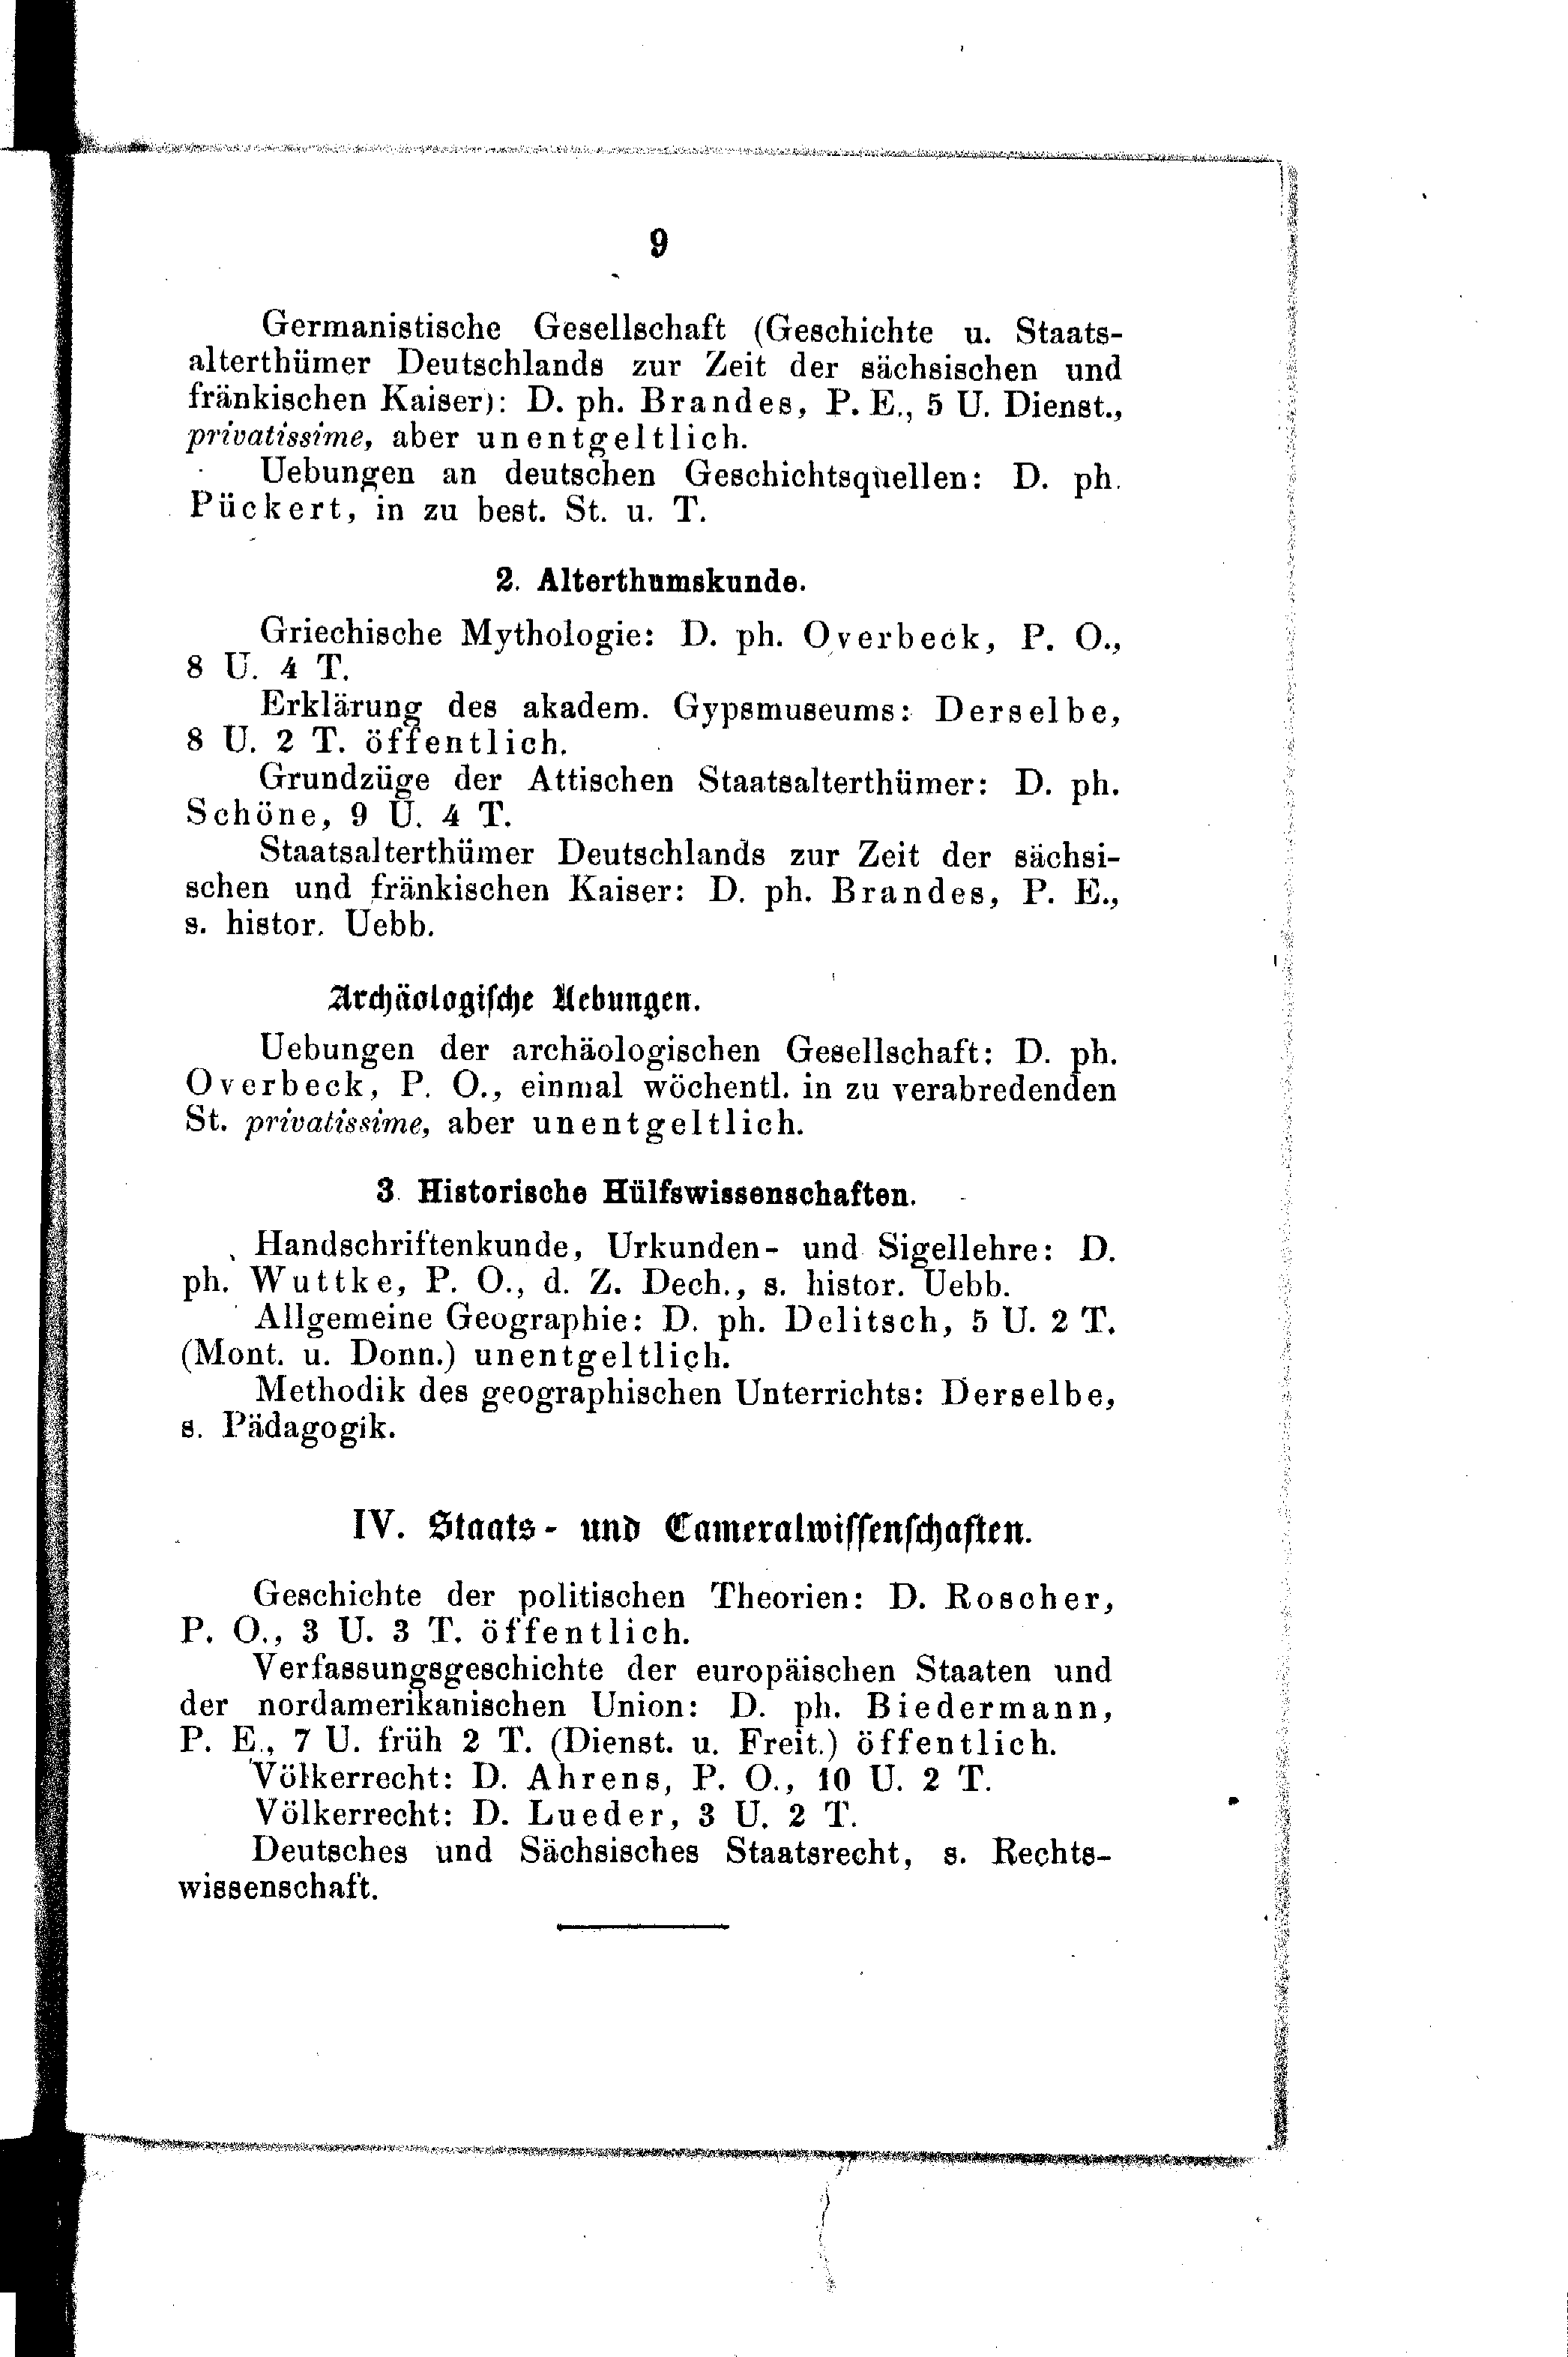 9
Germanistische Gesellschaft (Geschichte u. Staats-
alterthümer Deutschlands zur Zeit der sächsischen und
fränkischen Kaiser): D. ph. Brandes, P. E., 5 U. Dienst.,
privatissime, aber unentgeltlich.
Uebungen an deutschen Geschichtsquellen: D. ph.
Pückert, in zu best. St. u. T.
2. Alterthumskunde.
Griechische Mythologie: D. ph. Overbeck, P. O.,
8 U. 4 T.
Erklärung des akadem. Gypsmuseums: Derselbe,
8 U. 2 T. öffentlich.
Grundzüge der Attischen Staatsalterthümer: D. ph.
Schöne, 9 U. 4 T.
Staatsalterthümer Deutschlands zur Zeit der sächsi-
schen und fränkischen Kaiser: D. ph. Brandes, P. E.,
s. histor. Uebb.
Archäologische Uebungen.
Uebungen der archäologischen Gesellschaft: D. ph.
Overbeck, P. O., einmal wöchentl. in zu verabredenden
St. privatissime, aber unentgeltlich.
3. Historische Hülfswissenschaften.
Handschriftenkunde, Urkunden- und Sigellehre: D.
ph. Wuttke, P. O., d. Z. Dech., s. histor. Uebb.
Allgemeine Geographie: D. ph. Delitsch, 5 U. 2 T.
(Mont. u. Donn.) unentgeltlich.
Methodik des geographischen Unterrichts: Derselbe,
s. Pädagogik.
IV. Staats- und Cameralwissenschaften.
Geschichte der politischen Theorien: D. Roscher,
P. O., 3 U. 3 T. öffentlich.
Verfassungsgeschichte der europäischen Staaten und
der nordamerikanischen Union: D. ph. Biedermann,
P. E., 7 U. früh 2 T. (Dienst. u. Freit.) öffentlich.
Völkerrecht: D. Ahrens, P. O., 10 U. 2 T.
Völkerrecht: D. Lueder, 3 U. 2 T.
Deutsches und Sächsisches Staatsrecht, s. Rechts-
wissenschaft.